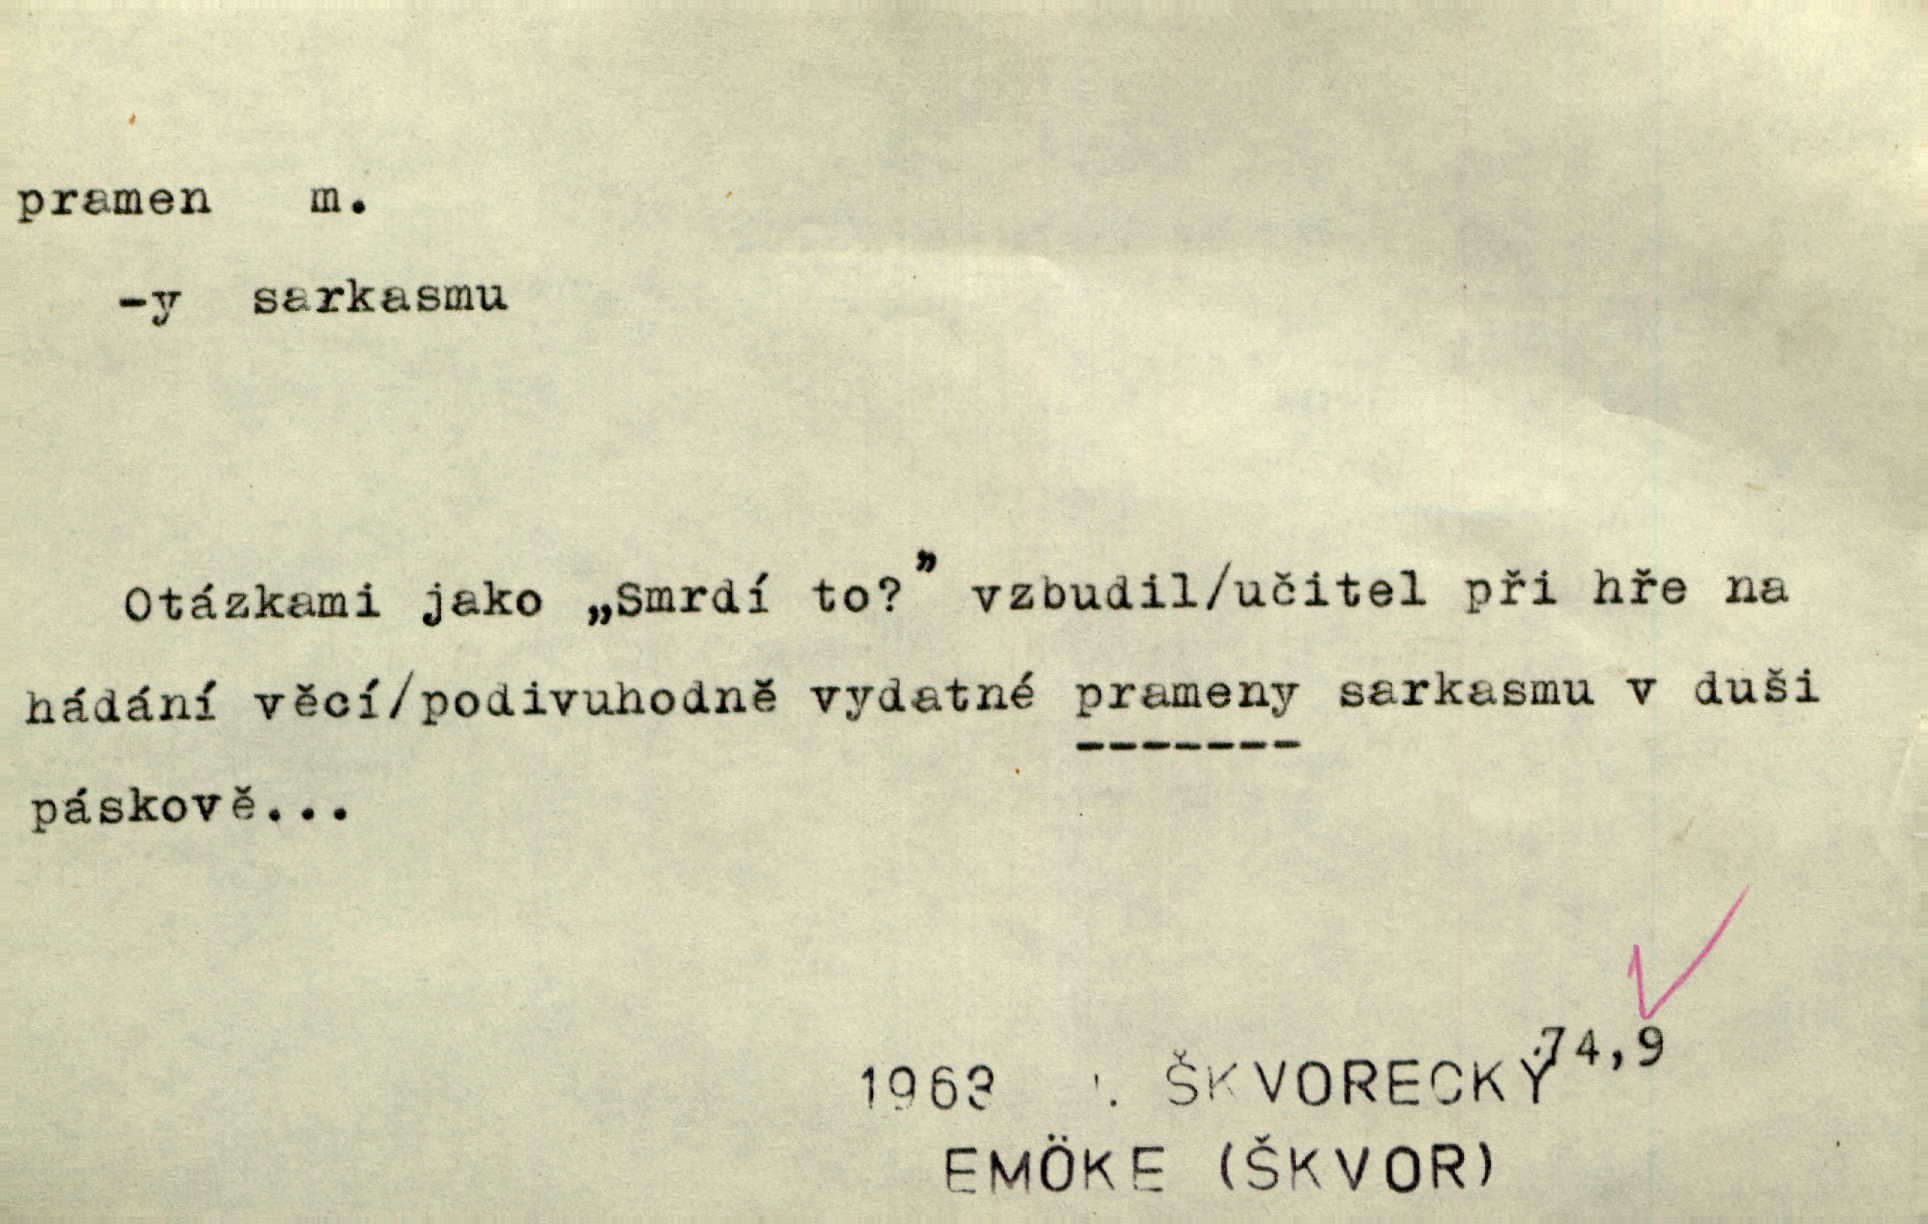 pramen m.
-y sarkasmu
Otázkami jako „Smrdí to?” vzbudil/učitel při hře na
hádání věcí/podivuhodně vydatné prameny sarkasmu v duši
páskově...
74,9
1963 ŠKVORECKÝ
EMÖKE (ŠKVOR)